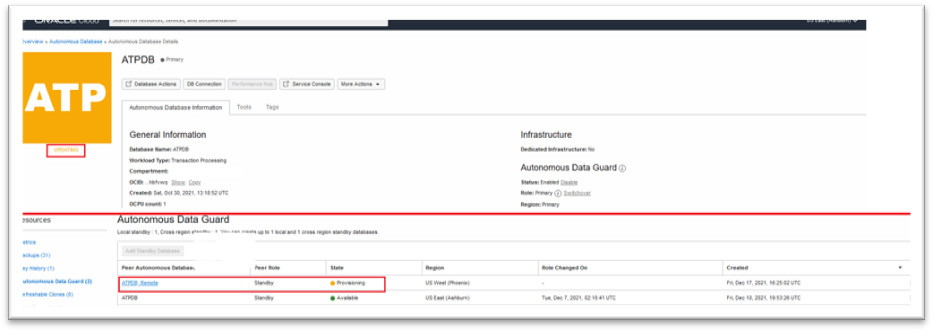 ORACLE Cloud
Search for resources, services, and documentation
US East (Ashburn)
Overview » Autonomous Database » Autonomous Database Details
ATP
UPDATING
ATPDB
Primary
Database Actions
DB Connection
Performance Hub
Service Console
More Actions
Autonomous Database Information
Tools
Tags
General Information
Database Name: ATPDB
Workload Type: Transaction Processing
Compartment:
Show Copy
Created: Sat, Oct 30, 2021, 13:10:52 UTC
OCPU count: 1
Infrastructure
Dedicated Infrastructure: No
Autonomous Data Guard
Status: Enabled Disable
Role: Primary Switchover
Region: Primary
esources
etrics
ackups (31)
ey History (1)
utonomous Data Guard (2)
efreshable Clones (0)
Autonomous Data Guard
Local standby : 1, Cross region standby : 1. You can create up to 1 local and 1 cross region standby databases.
Add Standby Database
Peer Autonomous Databas Peer Role State Region Role Changed On Created
ATPDB_Remote Standby Provisioning US West (Phoenix) - Fri, Dec 17, 2021, 16:25:02 UTC
ATPDB Standby Available US East (Ashburn) Tue, Dec 7, 2021, 02:10:41 UTC Fri, Dec 10, 2021, 19:53:26 UTC